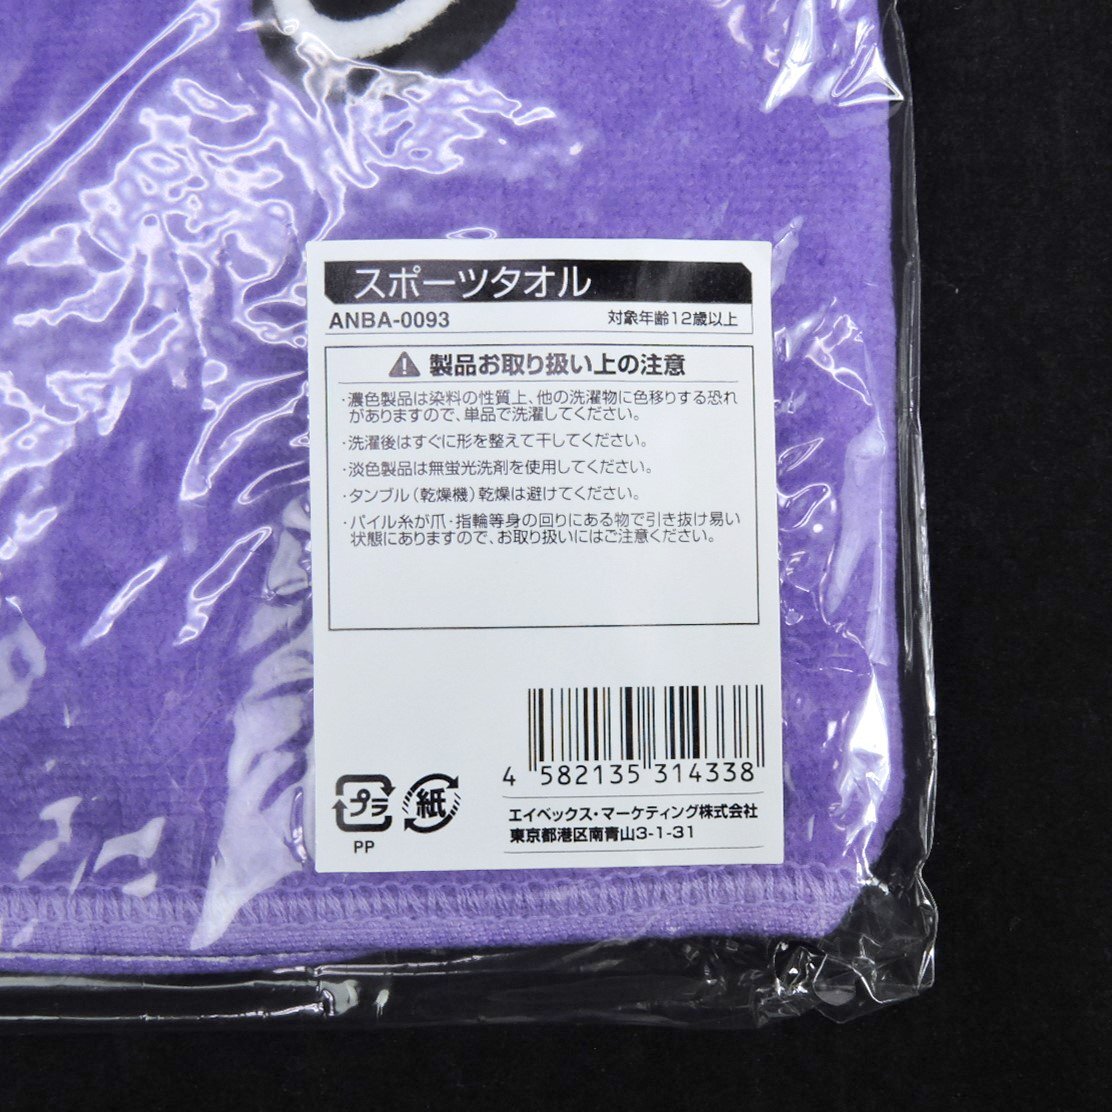 スポーツタオル
ANBA-0093 対象年齢12歳以上
製品お取り扱い上の注意
・濃色製品は染料の性質上、他の洗濯物に色移りする恐れ
がありますので、単品で洗濯してください。
・洗濯後はすぐに形を整えて干してください。
・淡色製品は無蛍光洗剤を使用してください。
・タンブル（乾燥機）乾燥は避けてください。
・パイル糸が爪・指輪等身の回りにある物で引き抜け易い
状態にありますので、お取り扱いにはご注意ください。
4 582135 314338
プラ
PP
紙
エイベックス・マーケティング株式会社
東京都港区南青山3-1-31